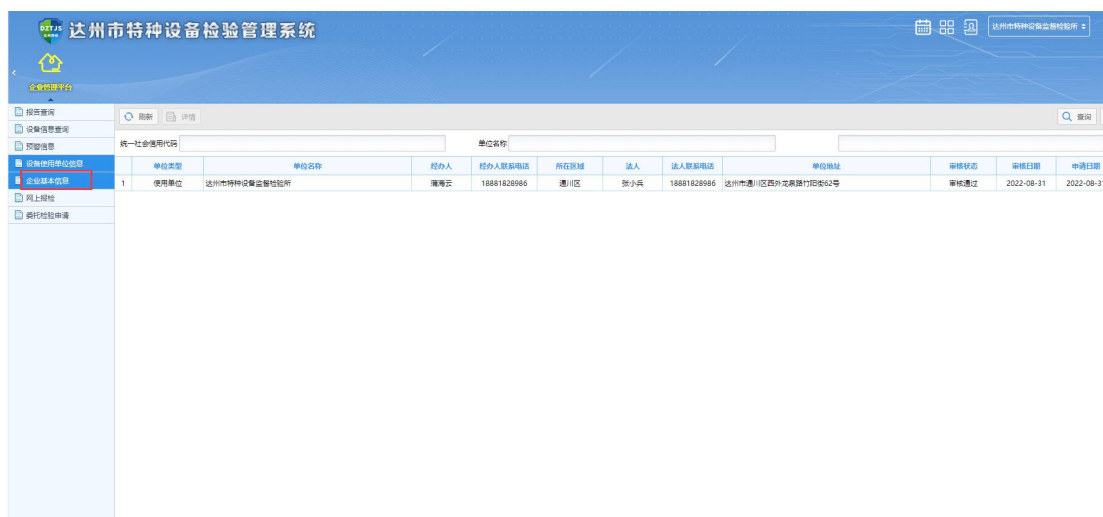 DZTJS 达州市特种设备检验管理系统
达州市特种设备监督检验所
企业管理平台
报告查询
刷新 详情 查询
设备信息查询
预警信息
统一社会信用代码 单位名称
设备使用单位信息
单位类型 单位名称 经办人 经办人联系电话 所在区域 法人 法人联系电话 单位地址 审核状态 审核日期 申请日期
企业基本信息
1 使用单位 达州市特种设备监督检验所 蒲海云 18881828986 通川区 张小兵 18881828986 达州市通川区西外龙泉路竹阳街62号 审核通过 2022-08-31 2022-08-3
网上报检
委托检验申请